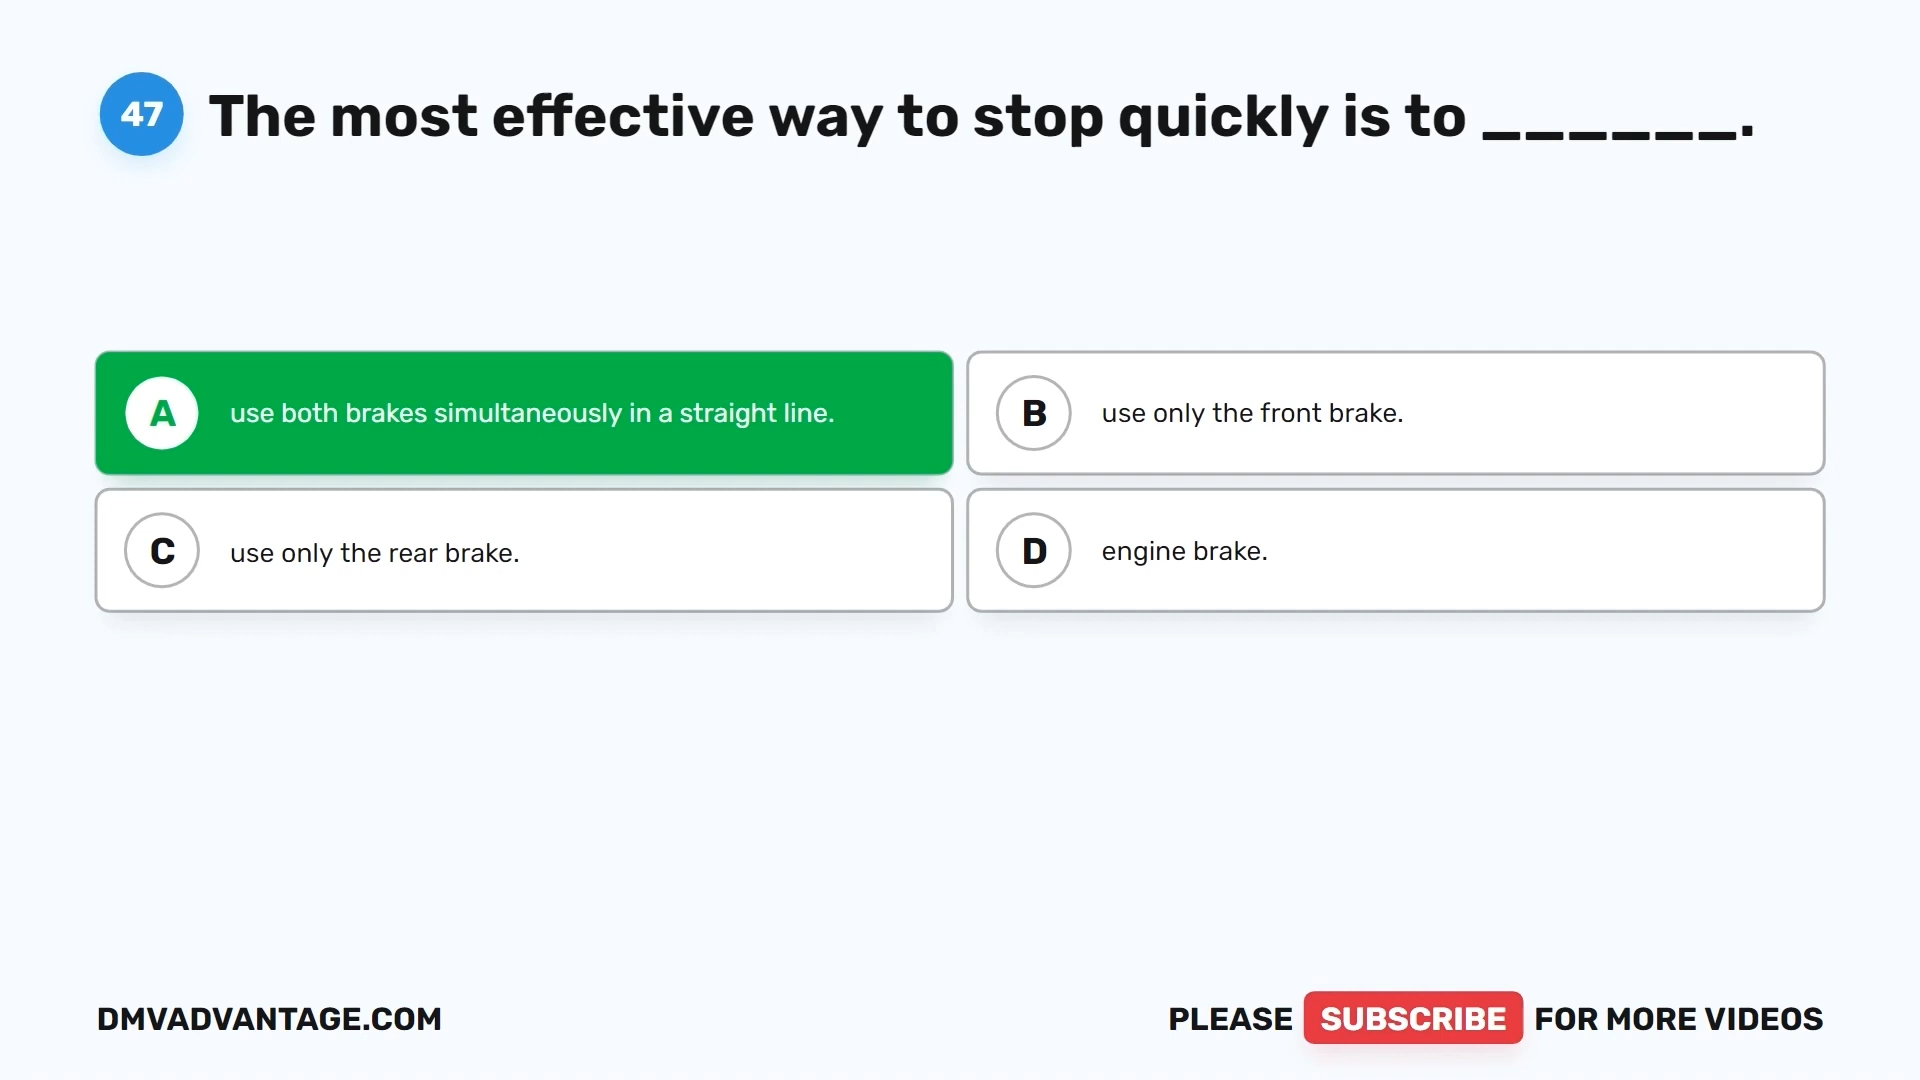 47 The most effective way to stop quickly is to ______.
A use both brakes simultaneously in a straight line.
B use only the front brake.
C use only the rear brake.
D engine brake.
DMVADVANTAGE.COM
PLEASE SUBSCRIBE FOR MORE VIDEOS